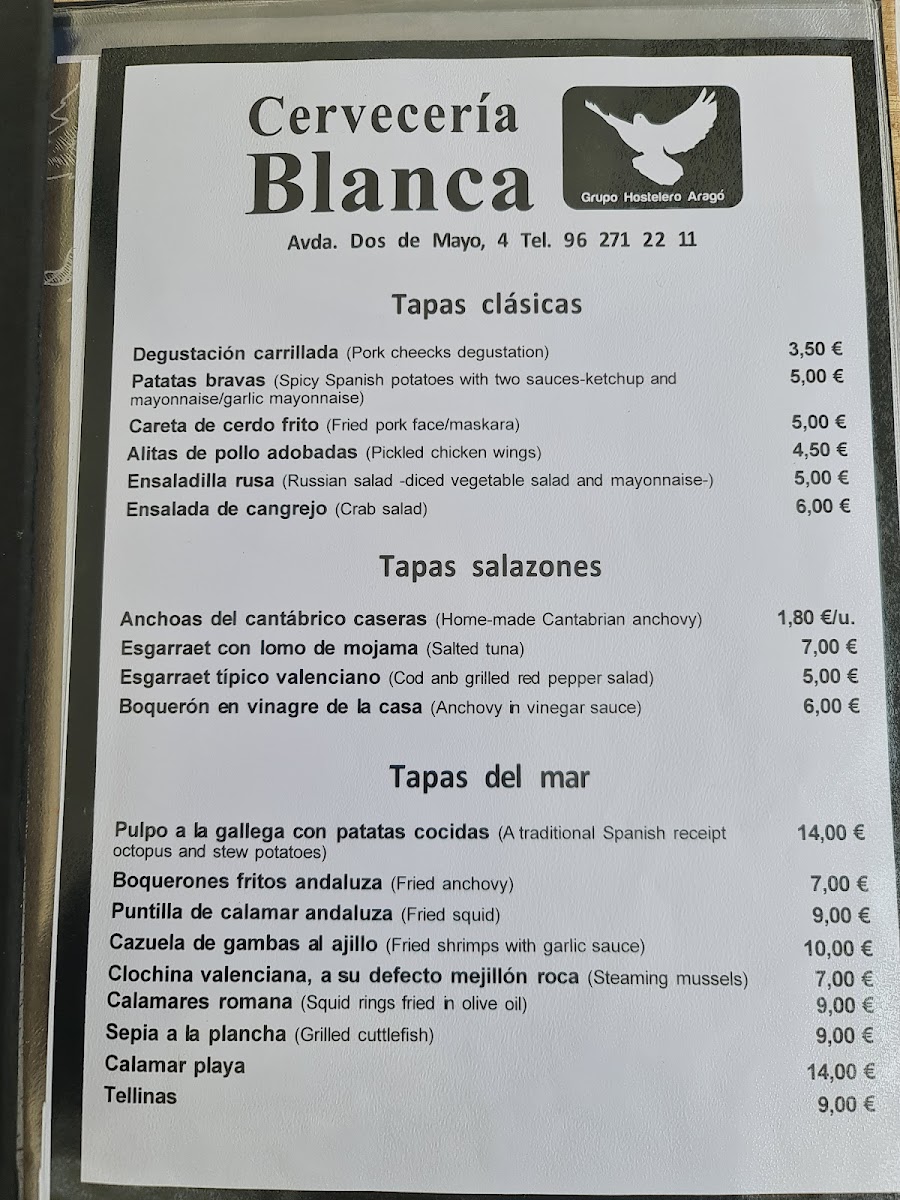 Cervecería
Blanca
Grupo Hostelero Aragó
Avda. Dos de Mayo, 4 Tel. 96 271 22 11
Tapas clásicas
Degustación carrillada (Pork cheecks degustation) 3,50 €
Patatas bravas (Spicy Spanish potatoes with two sauces-ketchup and 5,00 €
mayonnaise/garlic mayonnaise)
Careta de cerdo frito (Fried pork face/maskara) 5,00 €
Alitas de pollo adobadas (Pickled chicken wings) 4,50 €
Ensaladilla rusa (Russian salad -diced vegetable salad and mayonnaise-) 5,00 €
Ensalada de cangrejo (Crab salad) 6,00 €
Tapas salazones
Anchoas del cantábrico caseras (Home-made Cantabrian anchovy) 1,80 €/u.
Esgarraet con lomo de mojama (Salted tuna) 7,00 €
Esgarraet típico valenciano (Cod anb grilled red pepper salad) 5,00 €
Boquerón en vinagre de la casa (Anchovy in vinegar sauce) 6,00 €
Tapas del mar
Pulpo a la gallega con patatas cocidas (A traditional Spanish receipt 14,00 €
octopus and stew potatoes)
Boquerones fritos andaluza (Fried anchovy) 7,00 €
Puntilla de calamar andaluza (Fried squid) 9,00 €
Cazuela de gambas al ajillo (Fried shrimps with garlic sauce) 10,00 €
Clochina valenciana, a su defecto mejillón roca (Steaming mussels) 7,00 €
Calamares romana (Squid rings fried in olive oil) 9,00 €
Sepia a la plancha (Grilled cuttlefish) 9,00 €
Calamar playa 14,00 €
Tellinas 9,00 €